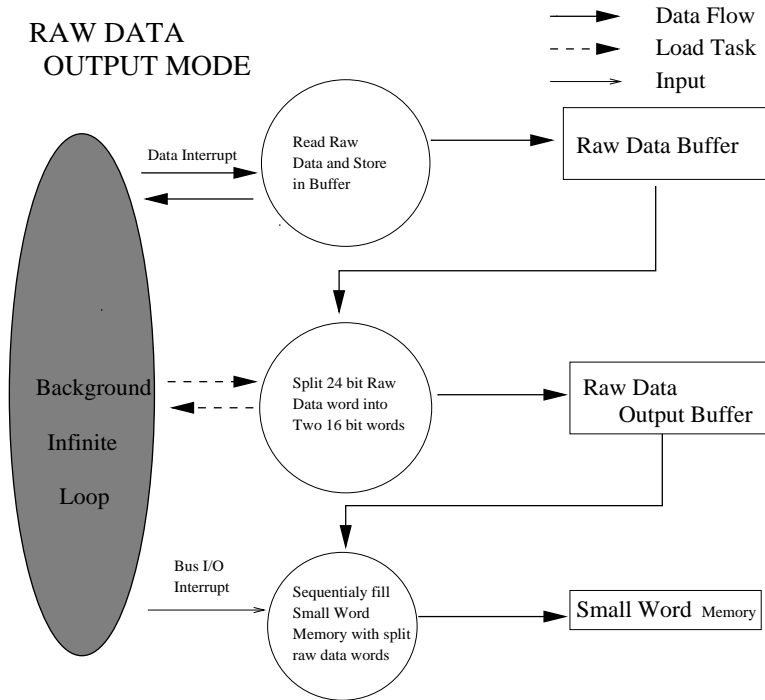 RAW DATA
OUTPUT MODE
Data Flow
Load Task
Input
Data Interrupt
Read Raw
Data and Store
in Buffer
Raw Data Buffer
Background
Infinite
Loop
Split 24 bit Raw
Data word into
Two 16 bit words
Raw Data
Output Buffer
Bus I/O
Interrupt
Sequentialy fill
Small Word
Memory with split
raw data words
Small Word Memory